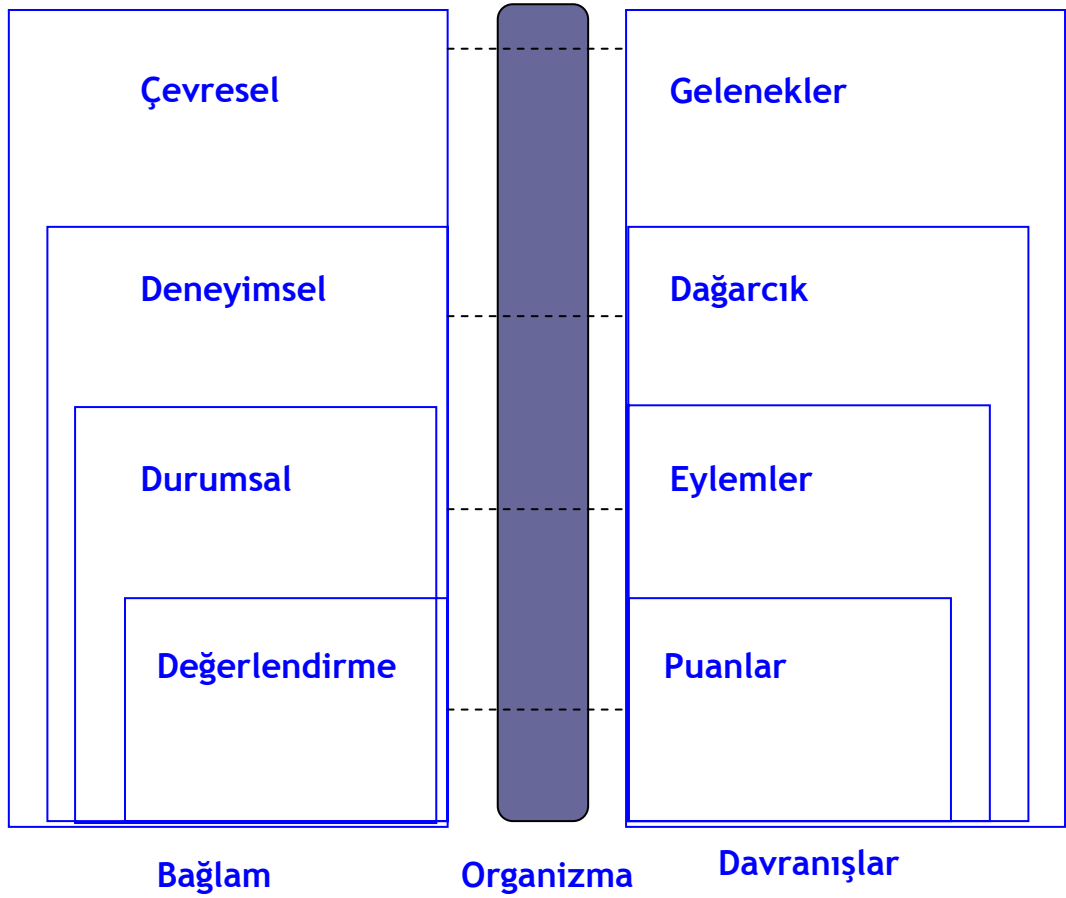 Çevresel
Gelenekler
Deneyimsel
Dağarcık
Durumsal
Eylemler
Değerlendirme
Puanlar
Bağlam
Organizma
Davranışlar